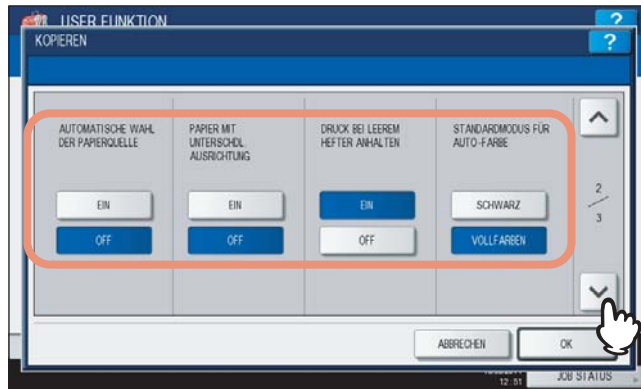 USER FUNKTION
?
KOPIEREN
?
AUTOMATISCHE WAHL
DER PAPIERQUELLE
PAPIER MIT
UNTERSCHDL.
AUSRICHTUNG
DRUCK BEI LEEREM
HEFTER ANHALTEN
STANDARDMODUS FÜR
AUTO-FARBE
EIN
EIN
EIN
SCHWARZ
OFF
OFF
OFF
VOLLFARBEN
2
3
ABBRECHEN
OK
12:51
JOB STATUS